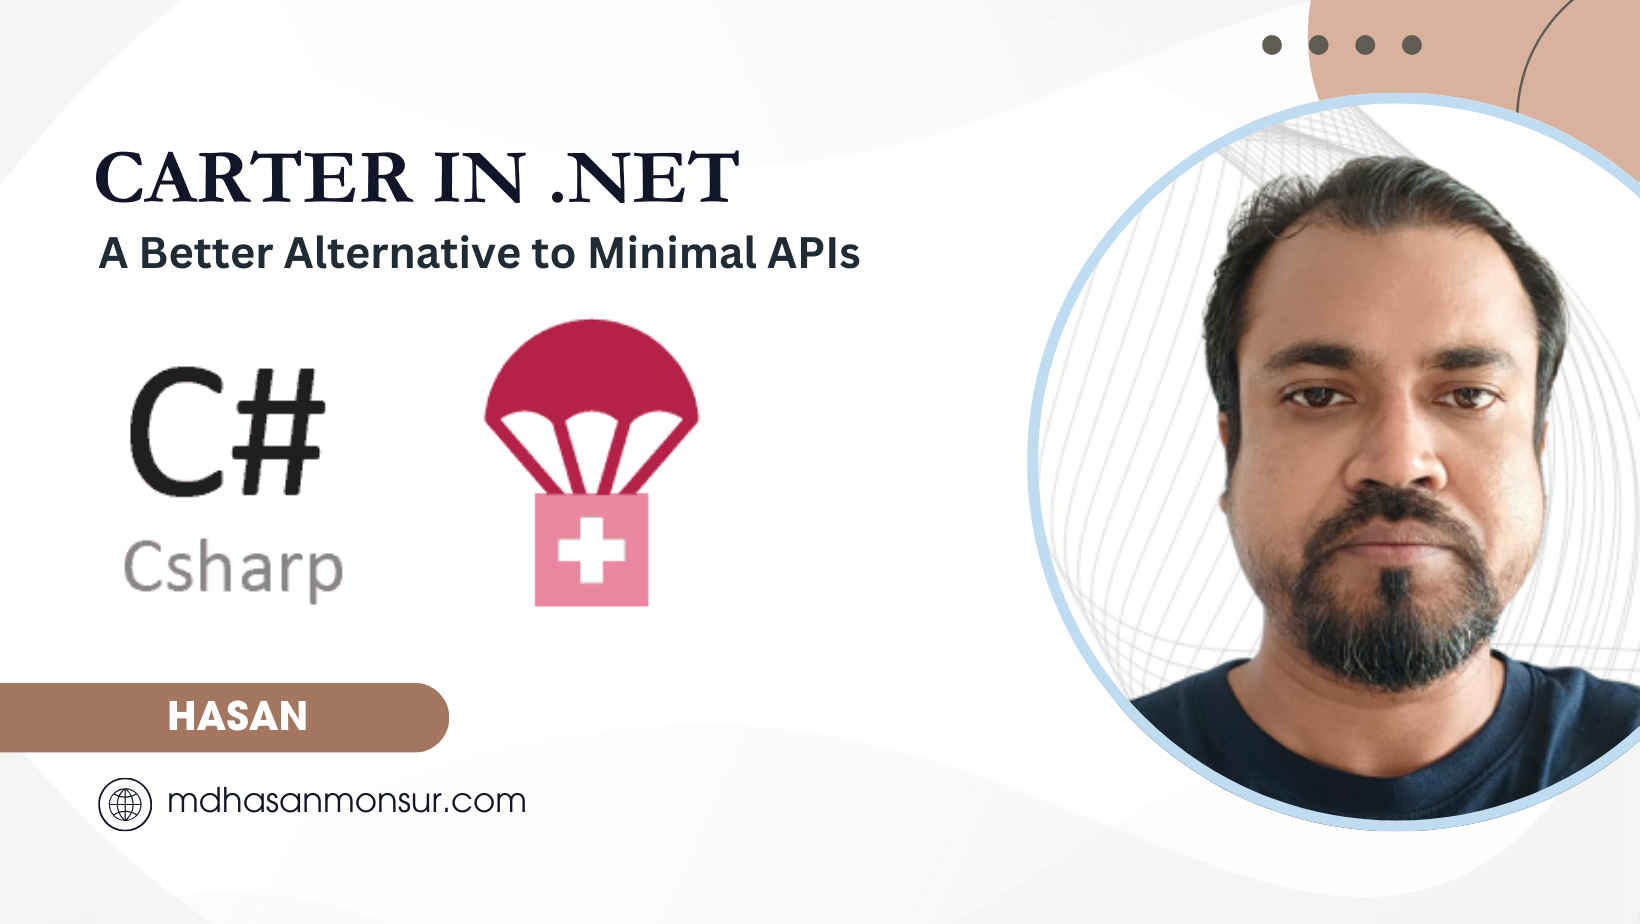 CARTER IN .NET
A Better Alternative to Minimal APIs
C#
Csharp
HASAN
mdhasanmonsur.com